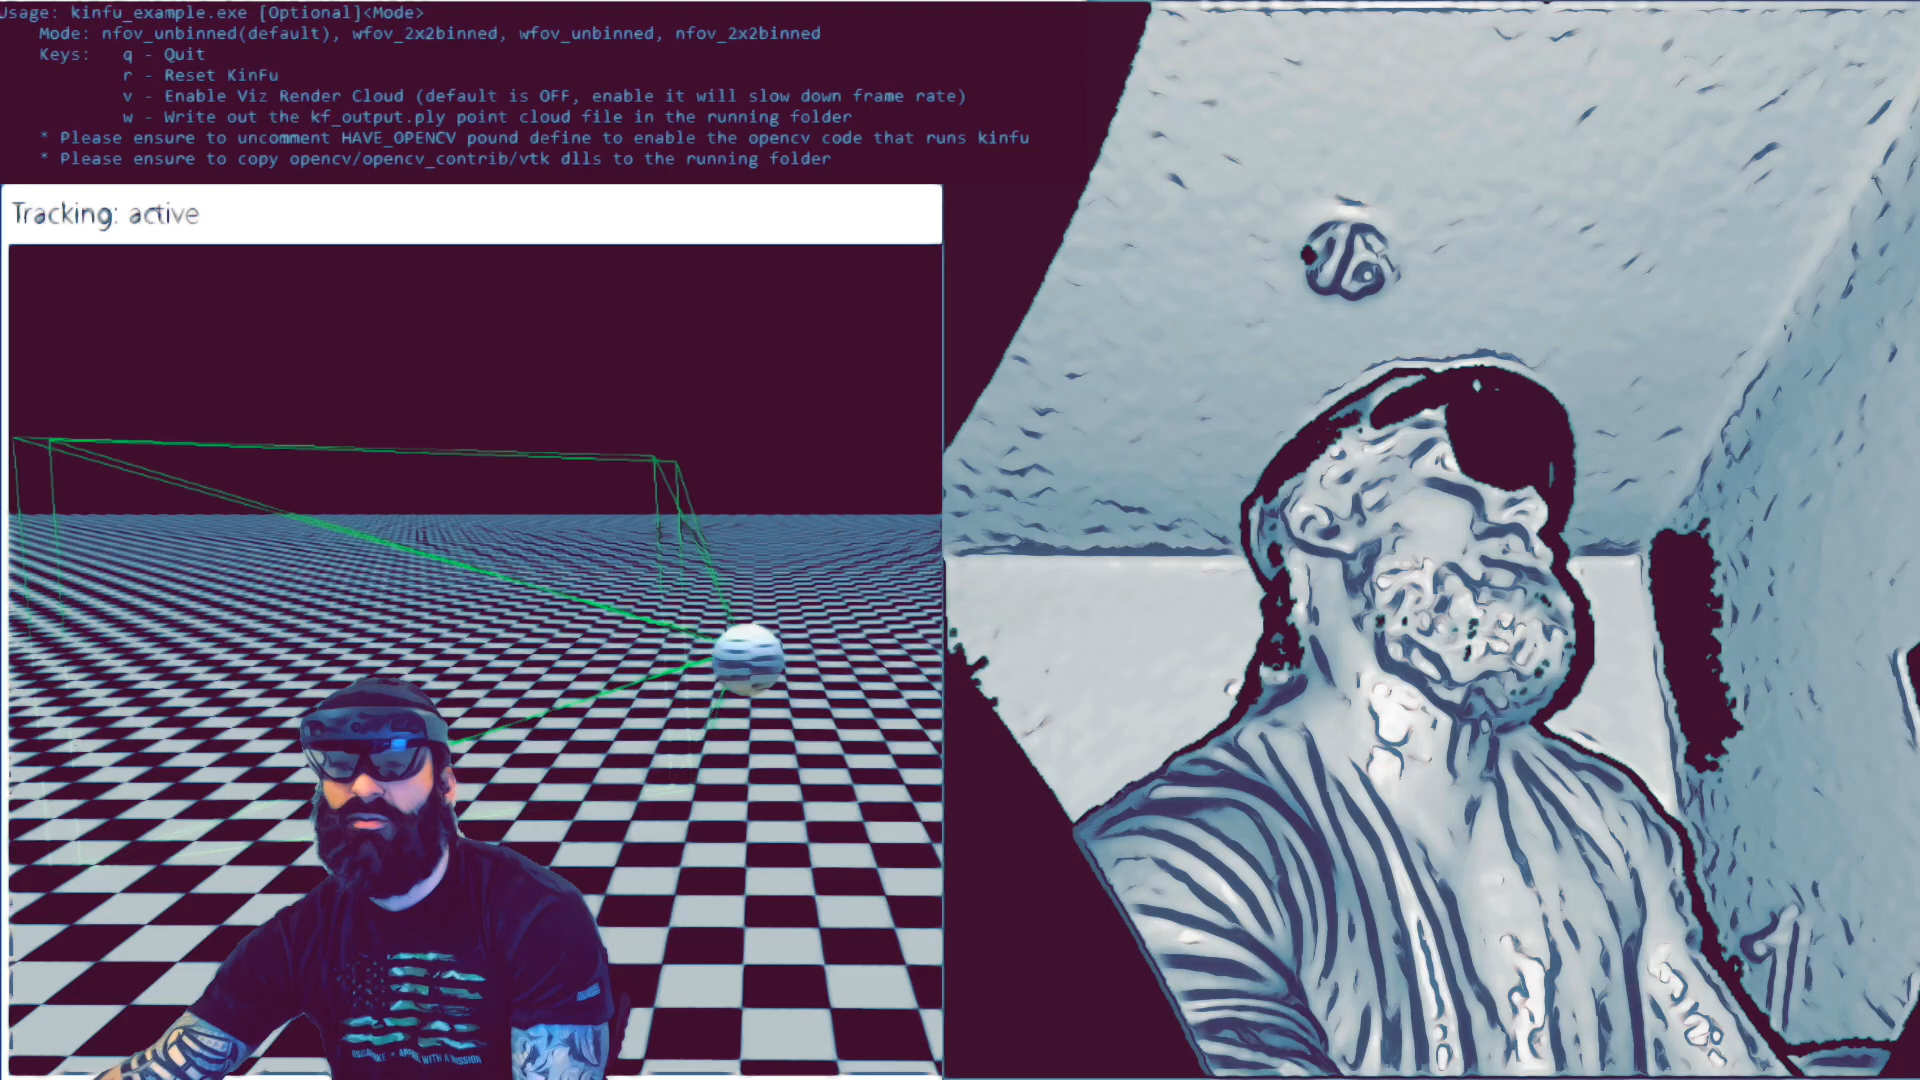 Usage: kinfu_example.exe [Optional]<Mode>
Mode: nfov_unbinned(default), wfov_2x2binned, wfov_unbinned, nfov_2x2binned
Keys: q - Quit
r - Reset KinFu
v - Enable Viz Render Cloud (default is OFF, enable it will slow down frame rate)
w - Write out the kf_output.ply point cloud file in the running folder
* Please ensure to uncomment HAVE_OPENCV pound define to enable the opencv code that runs kinfu
* Please ensure to copy opencv/opencv_contrib/vtk dlls to the running folder
Tracking: active
WITH A MISSION